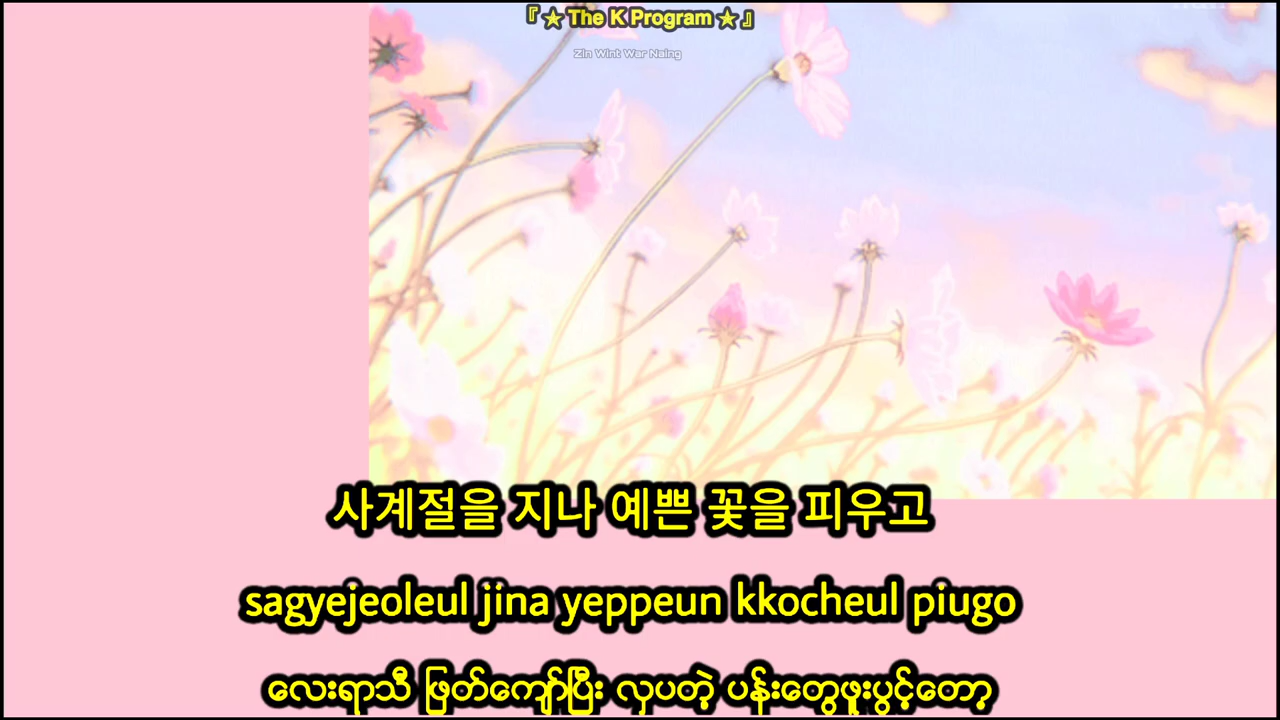 『 ★ The K Program ★ 』
Zin Wint War Naing
사계절을 지나 예쁜 꽃을 피우고
sagyejeoleul jina yeppeun kkocheul piugo
လေးရာသီ ဖြတ်ကျော်ပြီး လှပတဲ့ ပန်းတွေဖူးပွင့်တော့